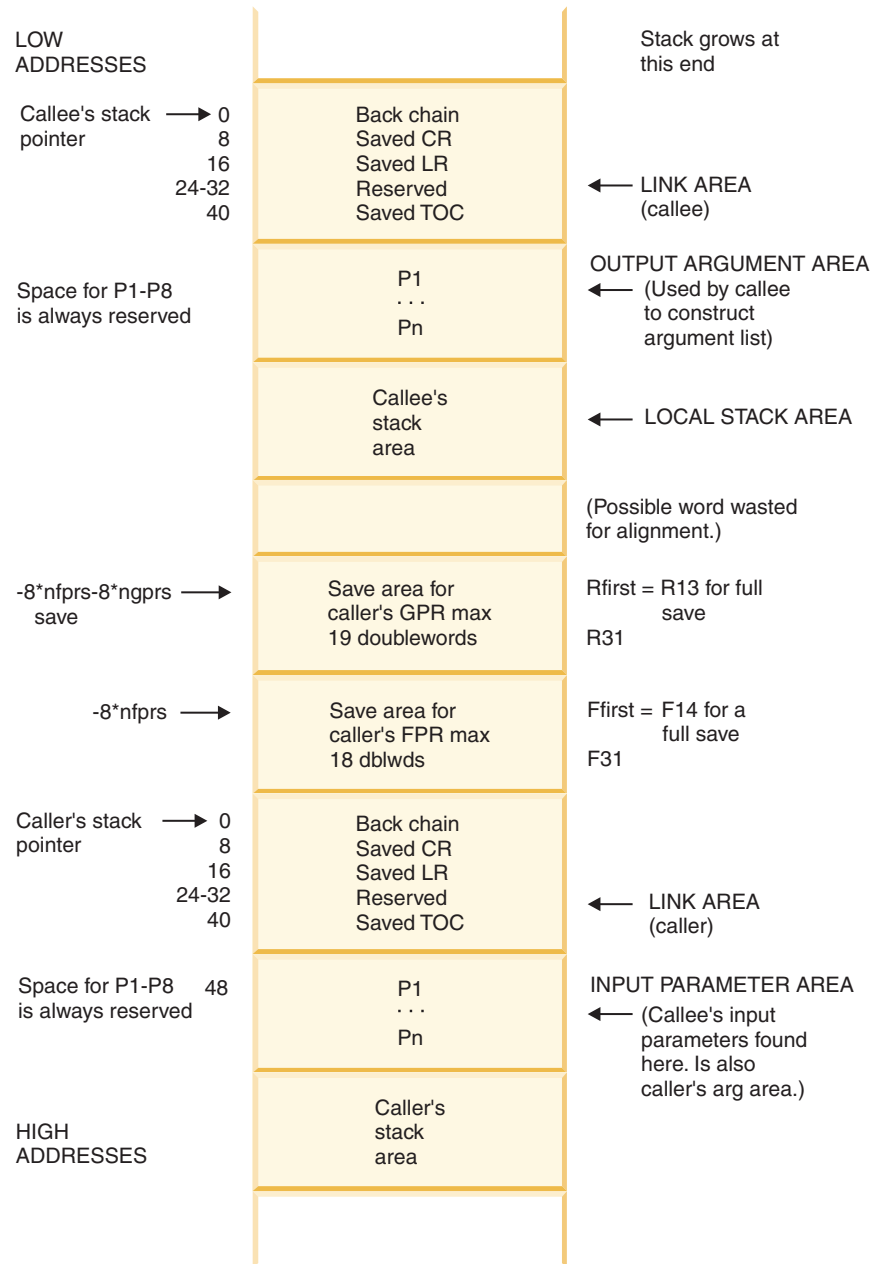 LOW
ADDRESSES
Stack grows at
this end
Callee's stack
pointer
0
8
16
24-32
40
Back chain
Saved CR
Saved LR
Reserved
Saved TOC
LINK AREA
(callee)
Space for P1-P8
is always reserved
P1
. . .
Pn
OUTPUT ARGUMENT AREA
(Used by callee
to construct
argument list)
Callee's
stack
area
LOCAL STACK AREA
(Possible word wasted
for alignment.)
-8*nfprs-8*ngprs
save
Save area for
caller's GPR max
19 doublewords
Rfirst = R13 for full
save
R31
-8*nfprs
Save area for
caller's FPR max
18 dblwds
Ffirst = F14 for a
full save
F31
Caller's stack
pointer
0
8
16
24-32
40
Back chain
Saved CR
Saved LR
Reserved
Saved TOC
LINK AREA
(caller)
Space for P1-P8
is always reserved
48
P1
. . .
Pn
INPUT PARAMETER AREA
(Callee's input
parameters found
here. Is also
caller's arg area.)
HIGH
ADDRESSES
Caller's
stack
area